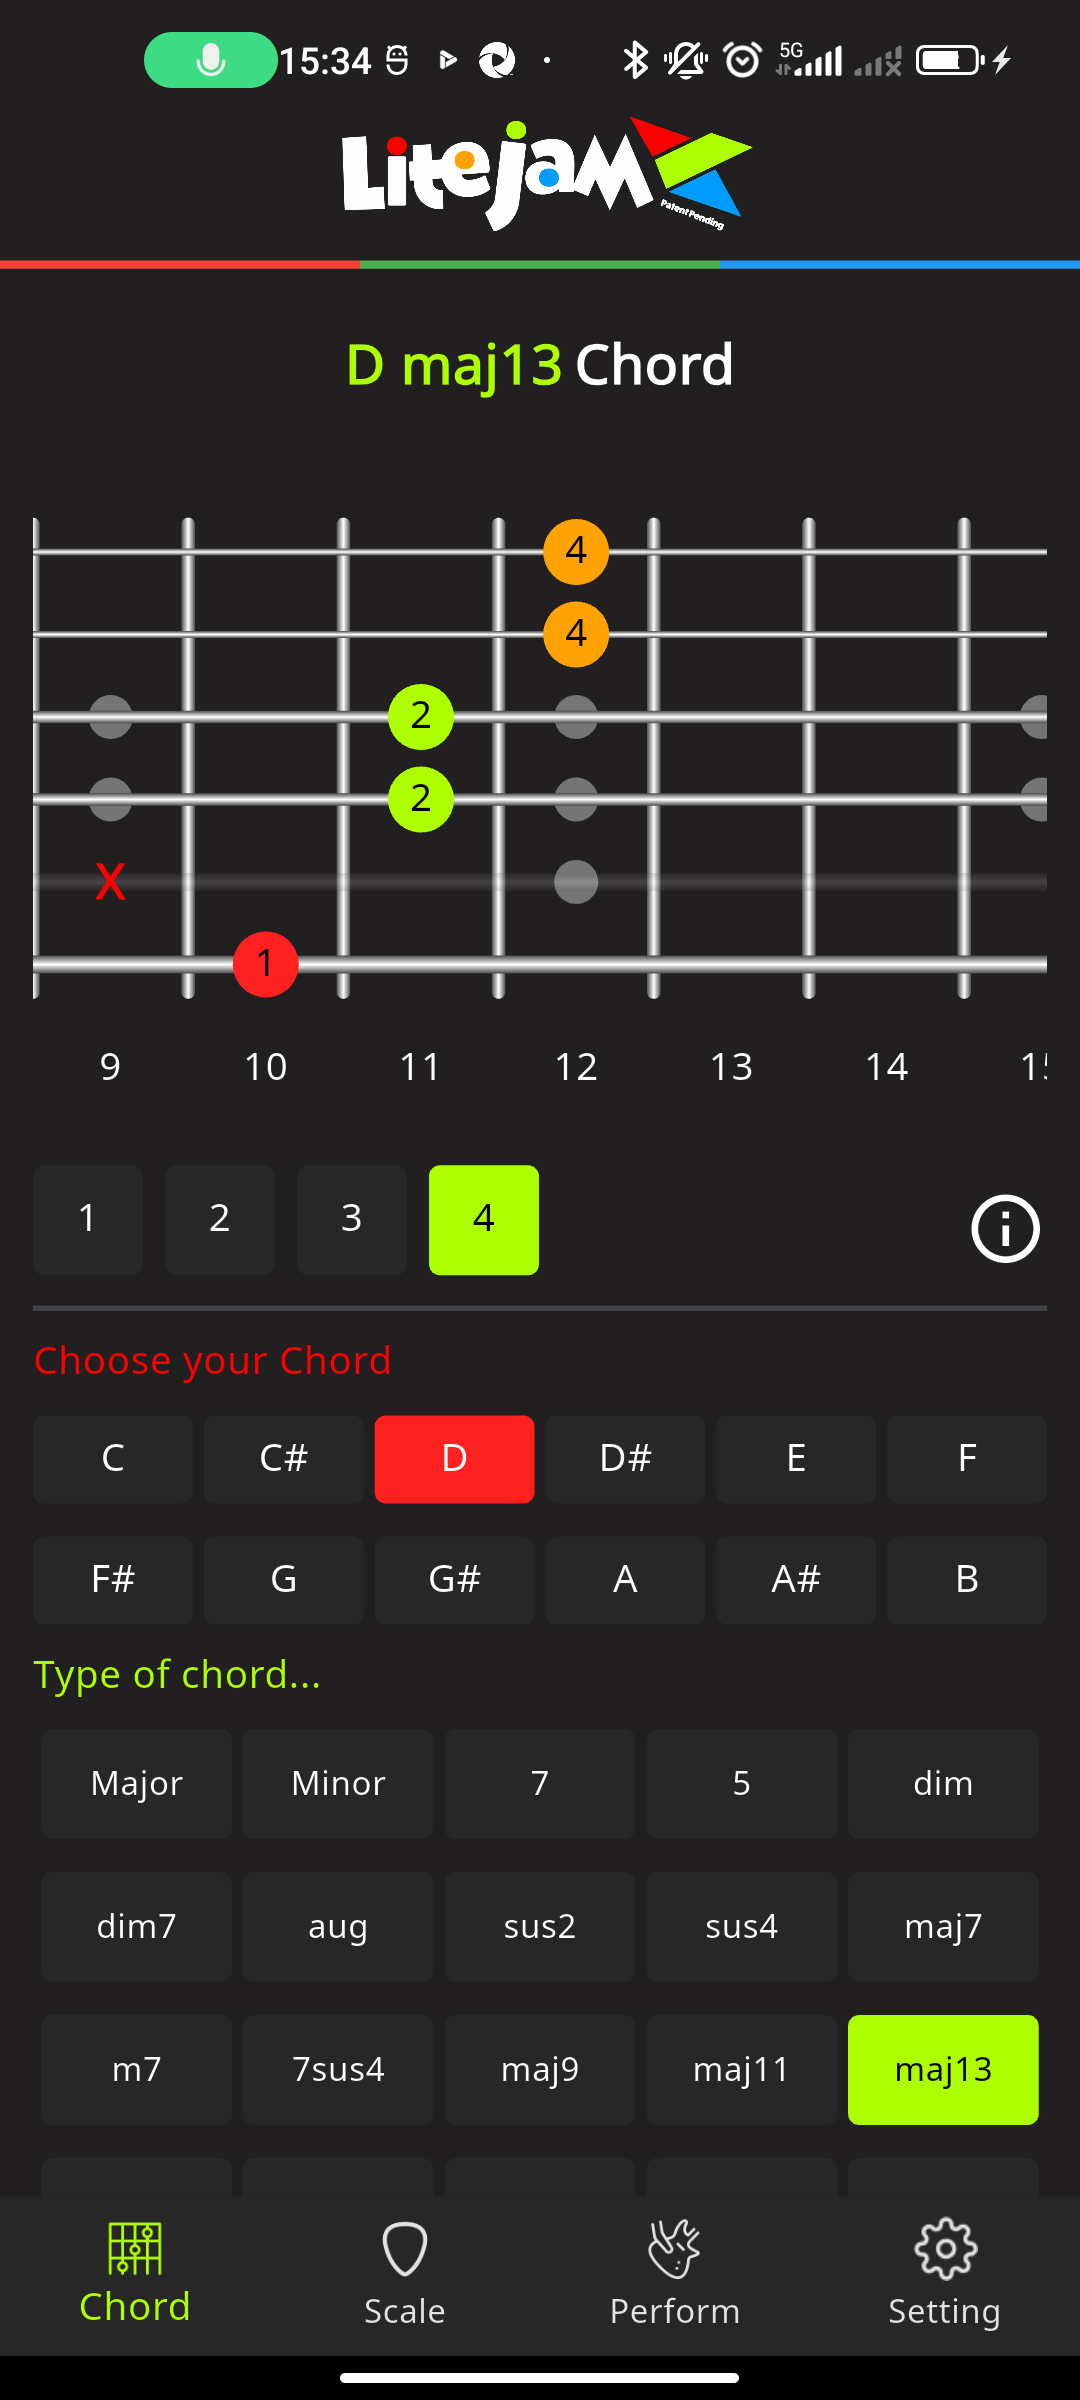 15:34 5G
Litejam
Patent Pending
D maj13 Chord
4
4
2
2
X
1
9 10 11 12 13 14
1 2 3 4
Choose your Chord
C C# D D# E F
F# G G# A A# B
Type of chord...
Major Minor 7 5 dim
dim7 aug sus2 sus4 maj7
m7 7sus4 maj9 maj11 maj13
Chord Scale Perform Setting